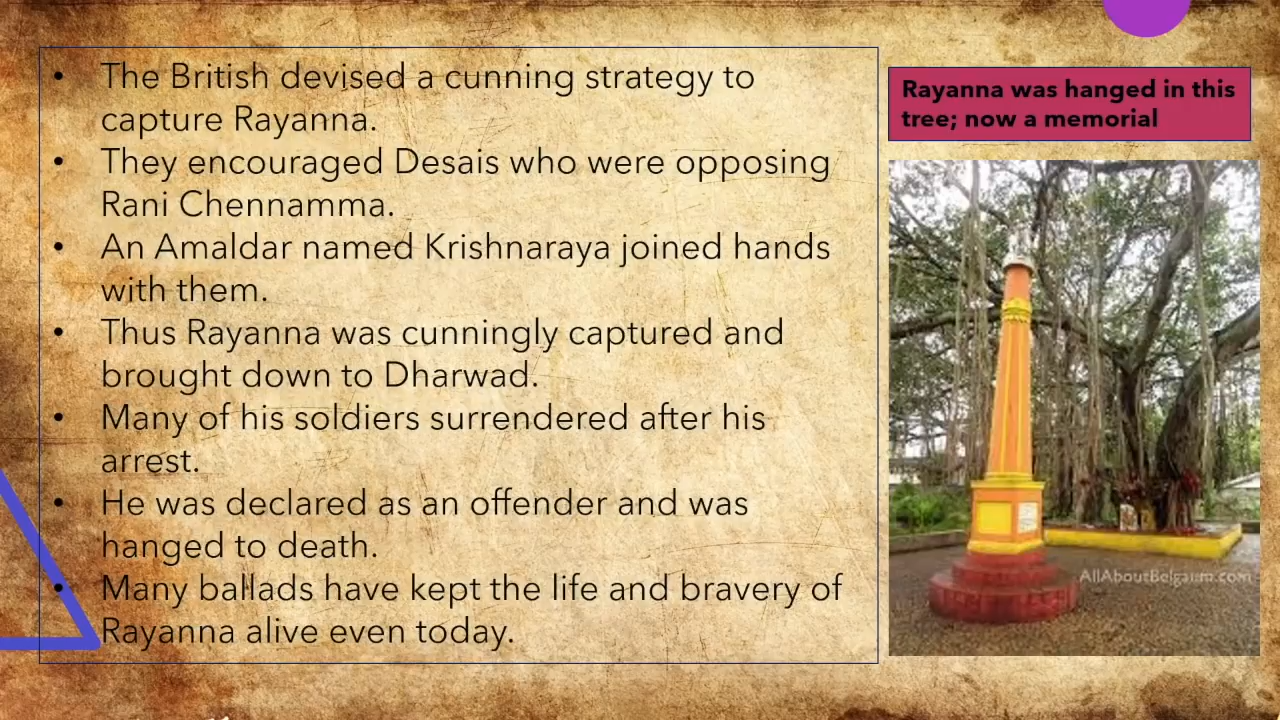 • The British devised a cunning strategy to
capture Rayanna.
• They encouraged Desais who were opposing
Rani Chennamma.
• An Amaldar named Krishnaraya joined hands
with them.
• Thus Rayanna was cunningly captured and
brought down to Dharwad.
• Many of his soldiers surrendered after his
arrest.
• He was declared as an offender and was
hanged to death.
• Many ballads have kept the life and bravery of
Rayanna alive even today.
Rayanna was hanged in this
tree; now a memorial
AllAboutBelgaum.com